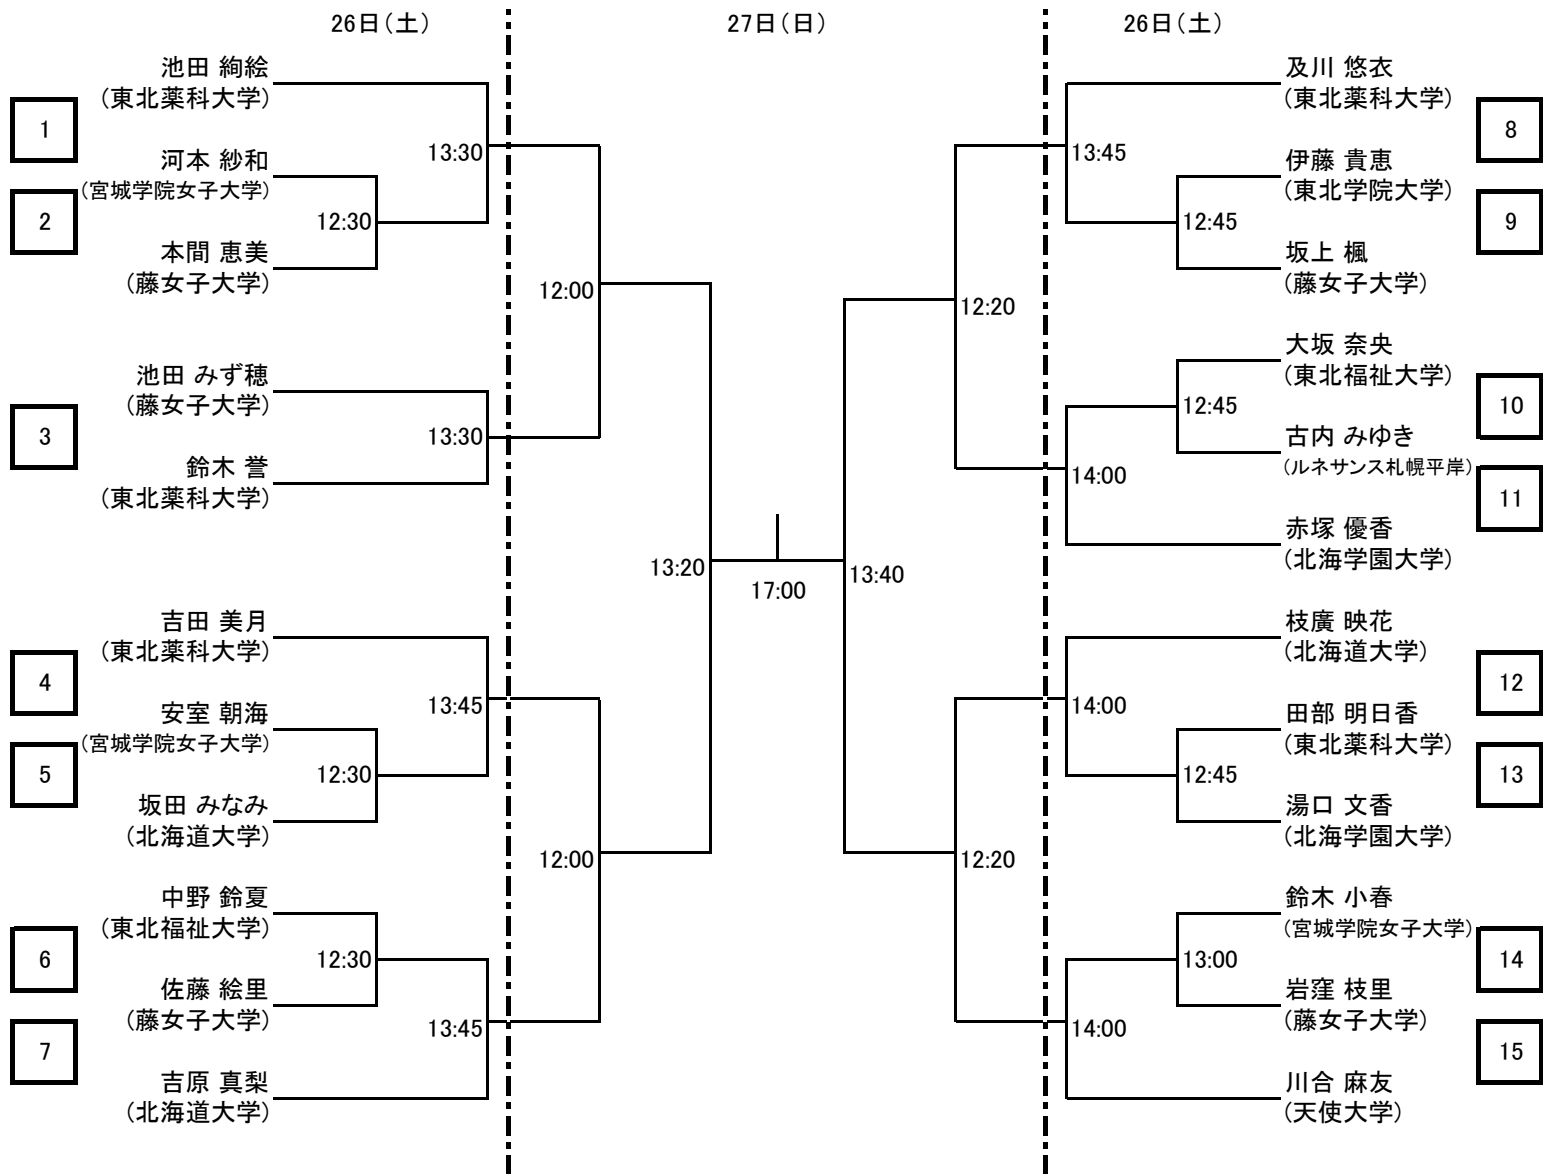 26日（土）
27日（日）
26日（土）
池田 絢絵
（東北薬科大学）
1
河本 紗和
（宮城学院女子大学）
13:30
2
12:30
本間 恵美
（藤女子大学）
12:00
池田 みず穂
（藤女子大学）
3
13:30
鈴木 誉
（東北薬科大学）
13:20
吉田 美月
（東北薬科大学）
4
安室 朝海
（宮城学院女子大学）
13:45
5
12:30
坂田 みなみ
（北海道大学）
12:00
中野 鈴夏
（東北福祉大学）
6
12:30
佐藤 絵里
（藤女子大学）
13:45
7
吉原 真梨
（北海道大学）
17:00
及川 悠衣
（東北薬科大学）
8
13:45
伊藤 貴恵
（東北学院大学）
12:45
9
坂上 楓
（藤女子大学）
12:20
大坂 奈央
（東北福祉大学）
10
12:45
古内 みゆき
（ルネサンス札幌平岸）
14:00
11
赤塚 優香
（北海学園大学）
13:40
枝廣 映花
（北海道大学）
12
14:00
田部 明日香
（東北薬科大学）
12:45
13
湯口 文香
（北海学園大学）
12:20
鈴木 小春
（宮城学院女子大学）
14
13:00
岩窪 枝里
（藤女子大学）
14:00
15
川合 麻友
（天使大学）